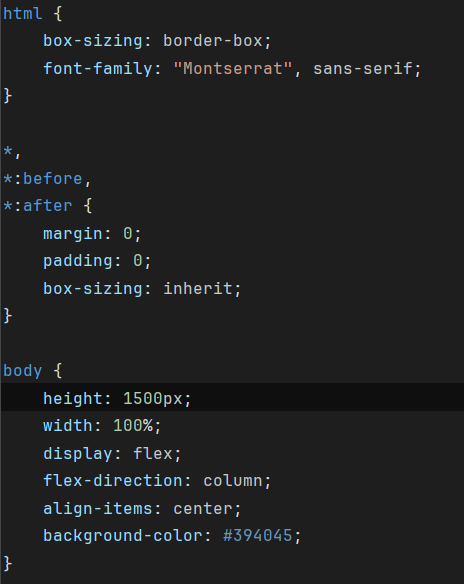 html {
    box-sizing: border-box;
    font-family: "Montserrat", sans-serif;
}

*,
*:before,
*:after {
    margin: 0;
    padding: 0;
    box-sizing: inherit;
}

body {
    height: 1500px;
    width: 100%;
    display: flex;
    flex-direction: column;
    align-items: center;
    background-color: #394045;
}